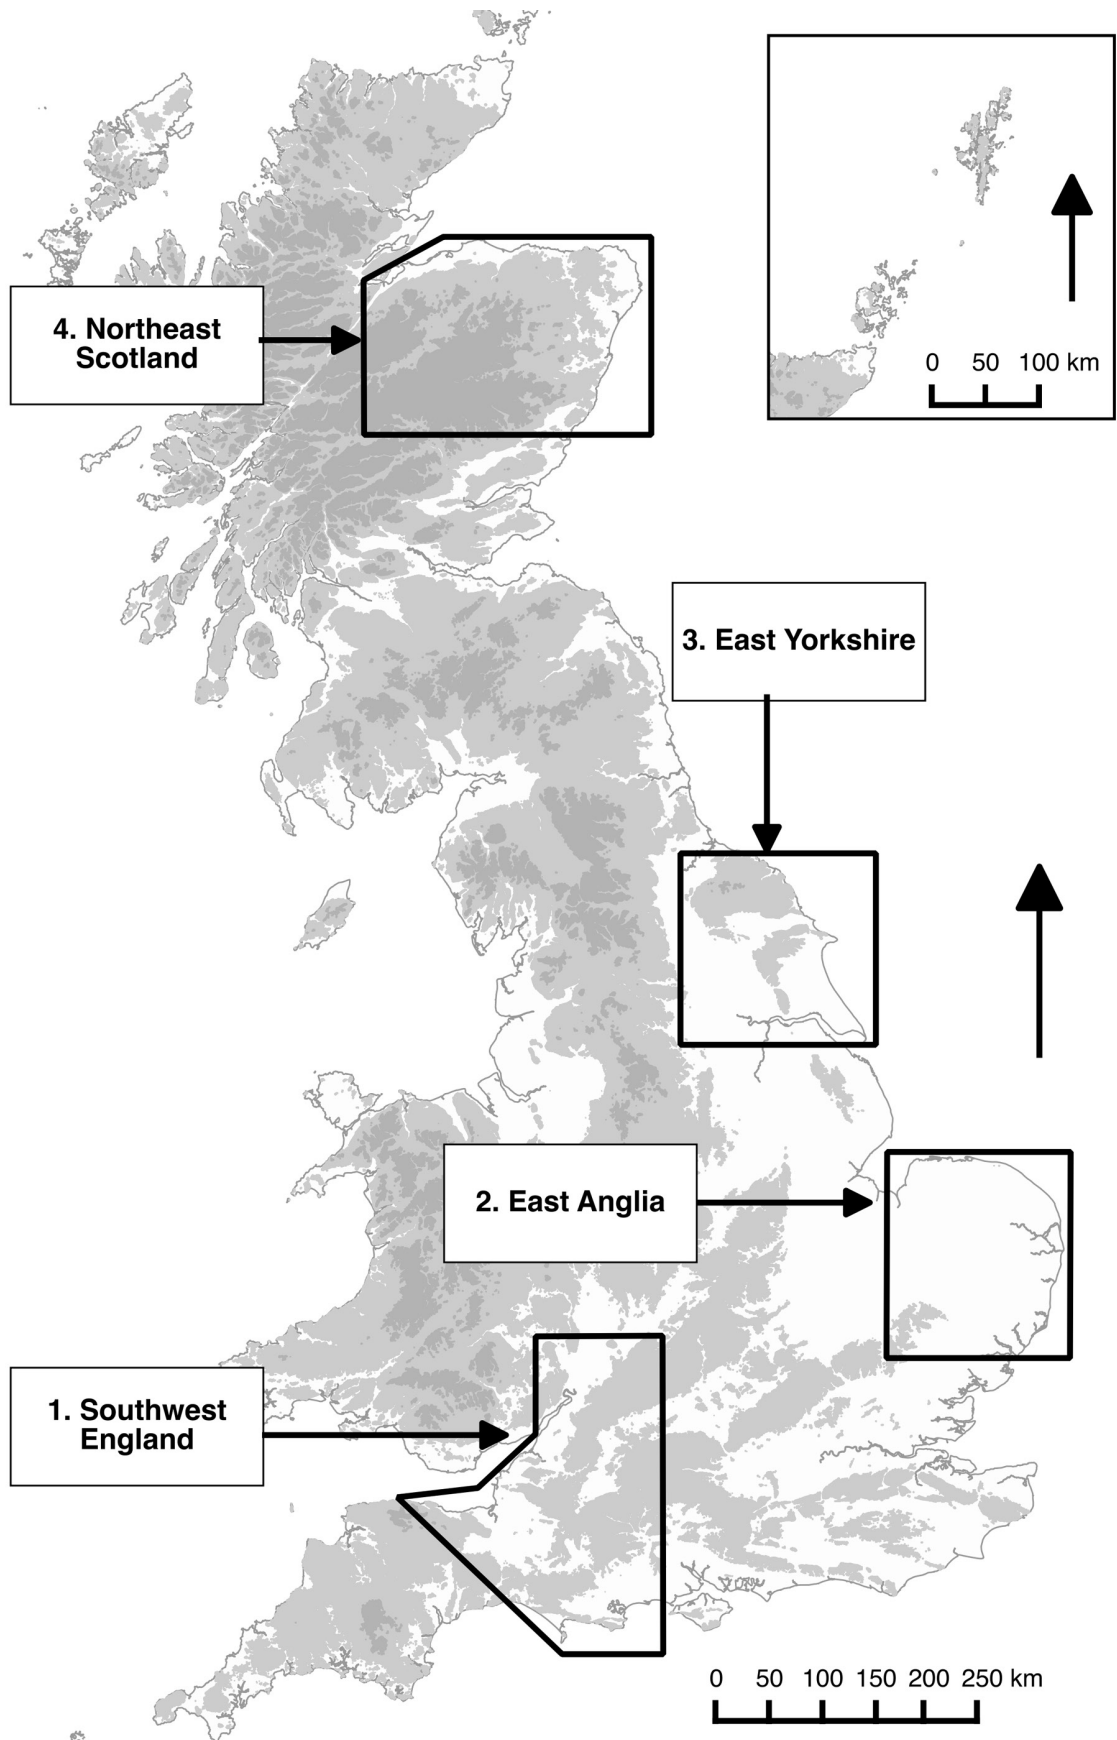 4. Northeast
Scotland
0 50 100 km
3. East Yorkshire
2. East Anglia
1. Southwest
England
0 50 100 150 200 250 km